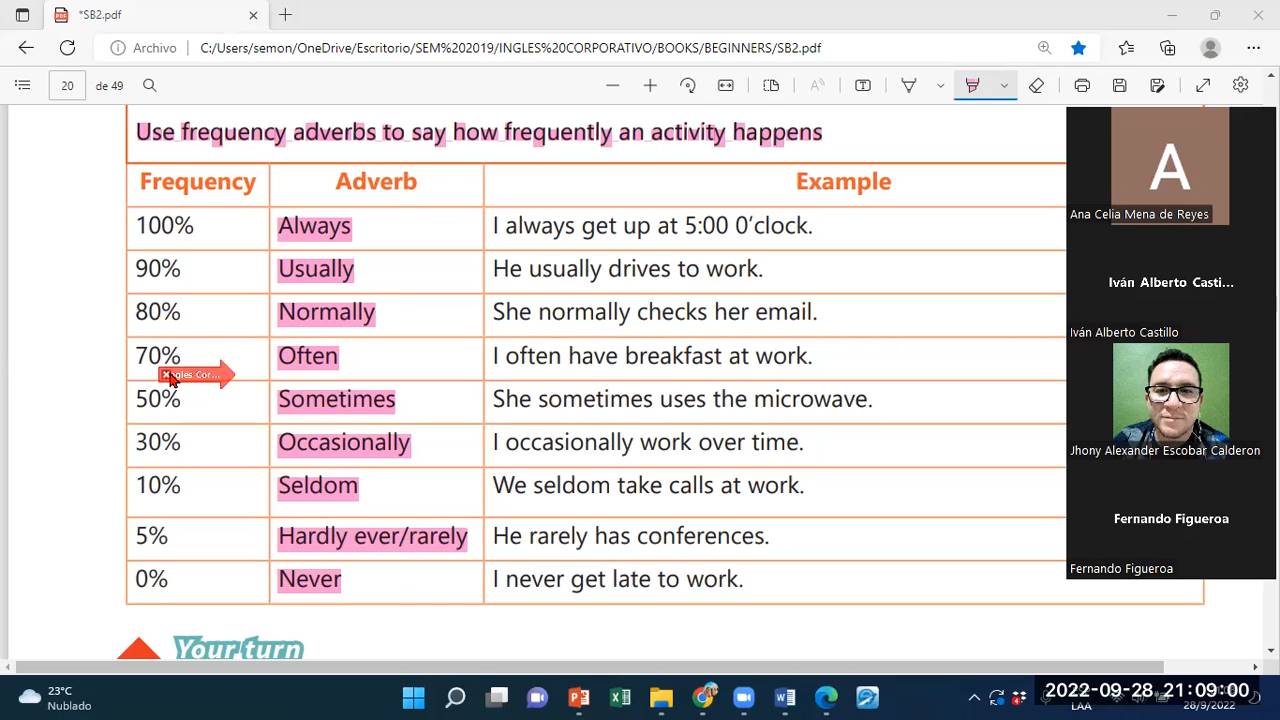 *SB2.pdf
Archivo C:/Users/semon/OneDrive/Escritorio/SEM%202019/INGLES%20CORPORATIVO/BOOKS/BEGINNERS/SB2.pdf
20 de 49
Use frequency adverbs to say how frequently an activity happens
Frequency Adverb Example
100% Always I always get up at 5:00 0'clock.
90% Usually He usually drives to work.
80% Normally She normally checks her email.
70% Often I often have breakfast at work.
50% Sometimes She sometimes uses the microwave.
30% Occasionally I occasionally work over time.
10% Seldom We seldom take calls at work.
5% Hardly ever/rarely He rarely has conferences.
0% Never I never get late to work.
Your turn
A
Ana Celia Mena de Reyes
Iván Alberto Casti...
Iván Alberto Castillo
Jhony Alexander Escobar Calderon
Fernando Figueroa
Fernando Figueroa
23°C
Nublado
LAA
2022-09-28 21:09:00
28/9/2022